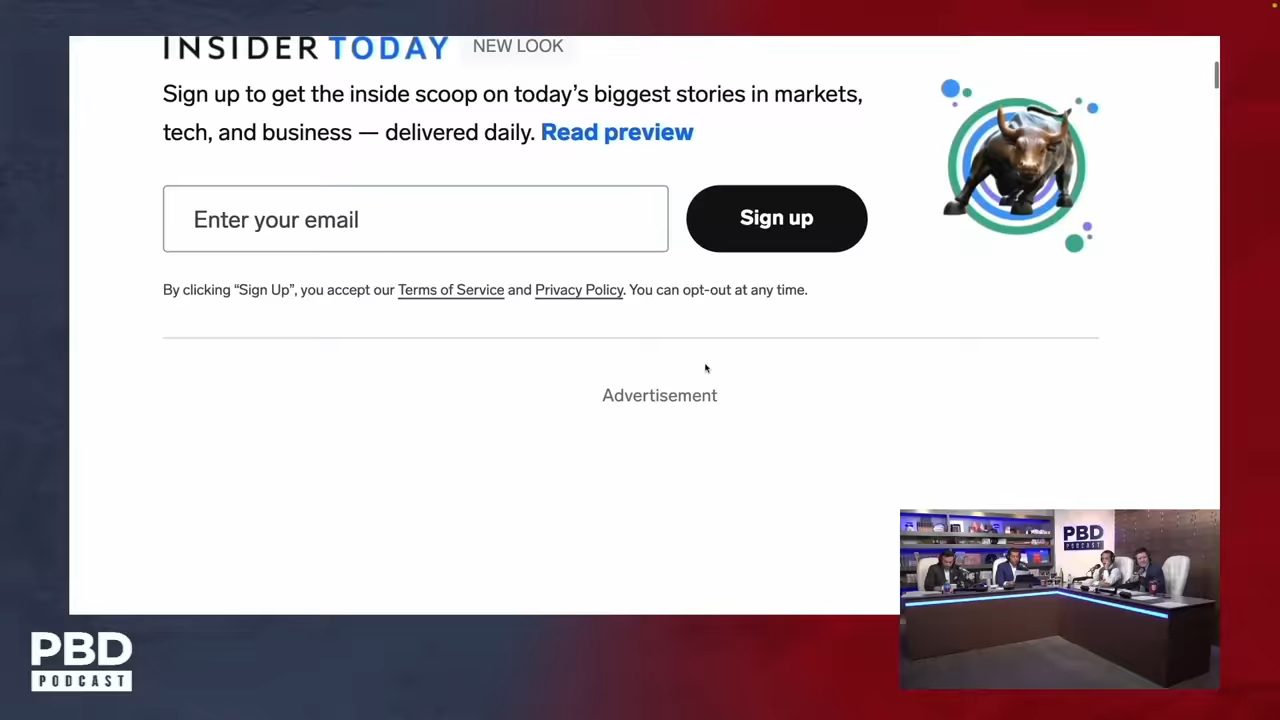 INSIDER TODAY NEW LOOK
Sign up to get the inside scoop on today’s biggest stories in markets,
tech, and business — delivered daily. Read preview
Enter your email
Sign up
By clicking “Sign Up”, you accept our Terms of Service and Privacy Policy. You can opt-out at any time.
Advertisement
PBD
PODCAST
PBD
PODCAST